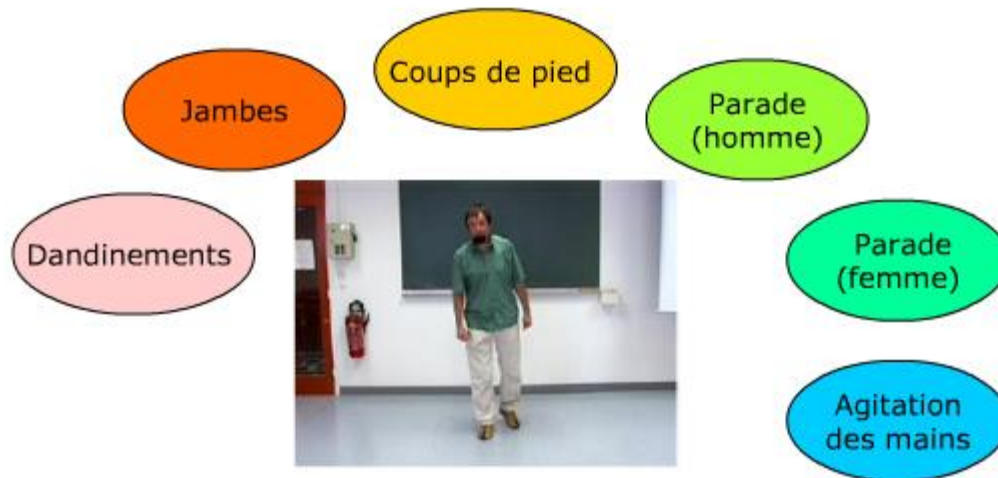 Coups de pied
Jambes
Parade
(homme)
Dandinements
Parade
(femme)
Agitation
des mains